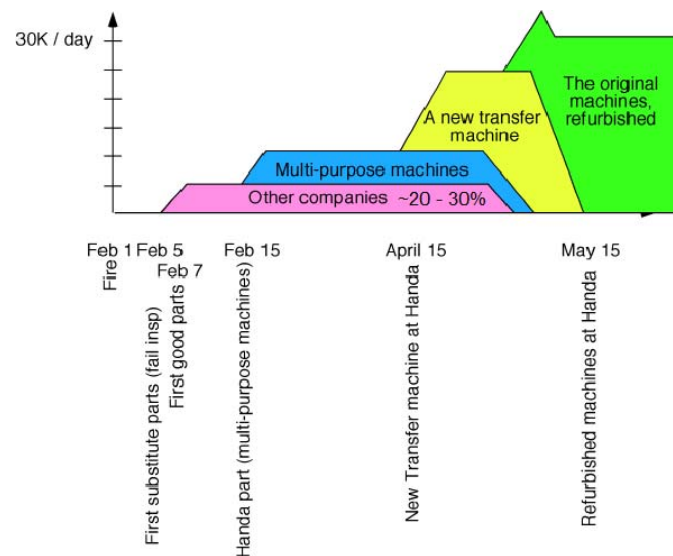 30K / day
The original
machines,
refurbished
A new transfer
machine
Multi-purpose machines
Other companies ~20 - 30%
Feb 1
Feb 5
Feb 7
Feb 15
April 15
May 15
Fire
First substitute parts (fail insp)
First good parts
Handa part (multi-purpose machines)
New Transfer machine at Handa
Refurbished machines at Handa